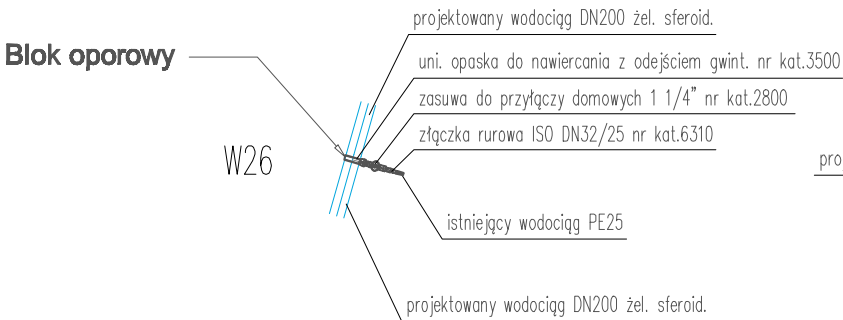 projektowany wodociąg DN200 żel. sferoid.
Blok oporowy
uni. opaska do nawiercania z odejściem gwint. nr kat.3500
zasuwa do przyłączy domowych 1 1/4" nr kat.2800
złączka rurowa ISO DN32/25 nr kat.6310
W26
pro
istniejący wodociąg PE25
projektowany wodociąg DN200 żel. sferoid.